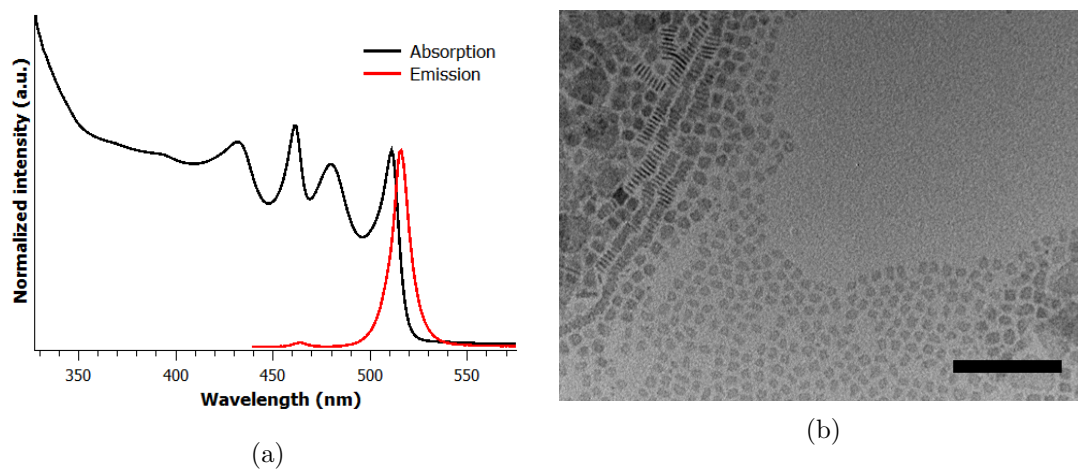 Normalized intensity (a.u.)
Absorption
Emission
350 400 450 500 550
Wavelength (nm)
(a)
(b)